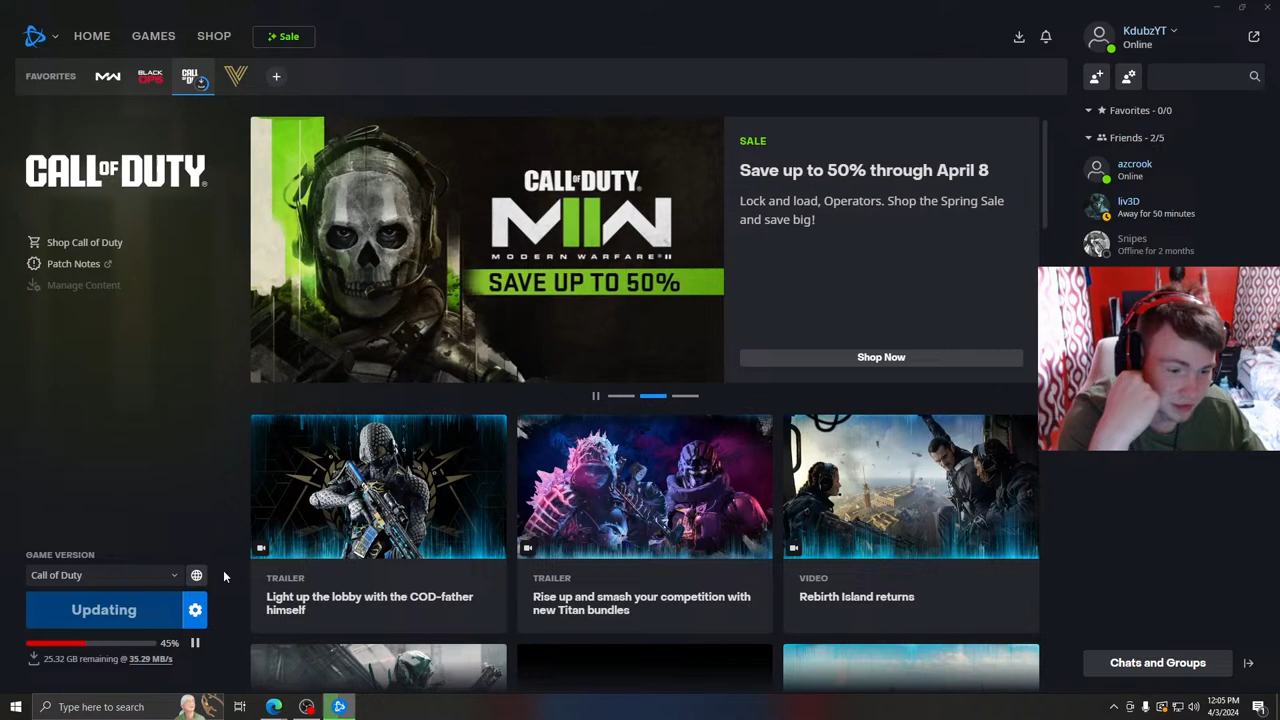 HOME
GAMES
SHOP
Sale
KdubzYT
Online
FAVORITES
MW
BLACK
OPS
CALL
OF
+
Favorites - 0/0
Friends - 2/5
azcrook
Online
liv3D
Away for 50 minutes
Snipes
Offline for 2 months
CALL OF DUTY®
Shop Call of Duty
Patch Notes
Manage Content
CALL OF DUTY®
MWII
MODERN WARFARE® II
SAVE UP TO 50%
SALE
Save up to 50% through April 8
Lock and load, Operators. Shop the Spring Sale
and save big!
Shop Now
TRAILER
Light up the lobby with the COD-father
himself
TRAILER
Rise up and smash your competition with
new Titan bundles
VIDEO
Rebirth Island returns
GAME VERSION
Call of Duty
Updating
45%
25.32 GB remaining @ 35.29 MB/s
Chats and Groups
Type here to search
12:05 PM
4/3/2024